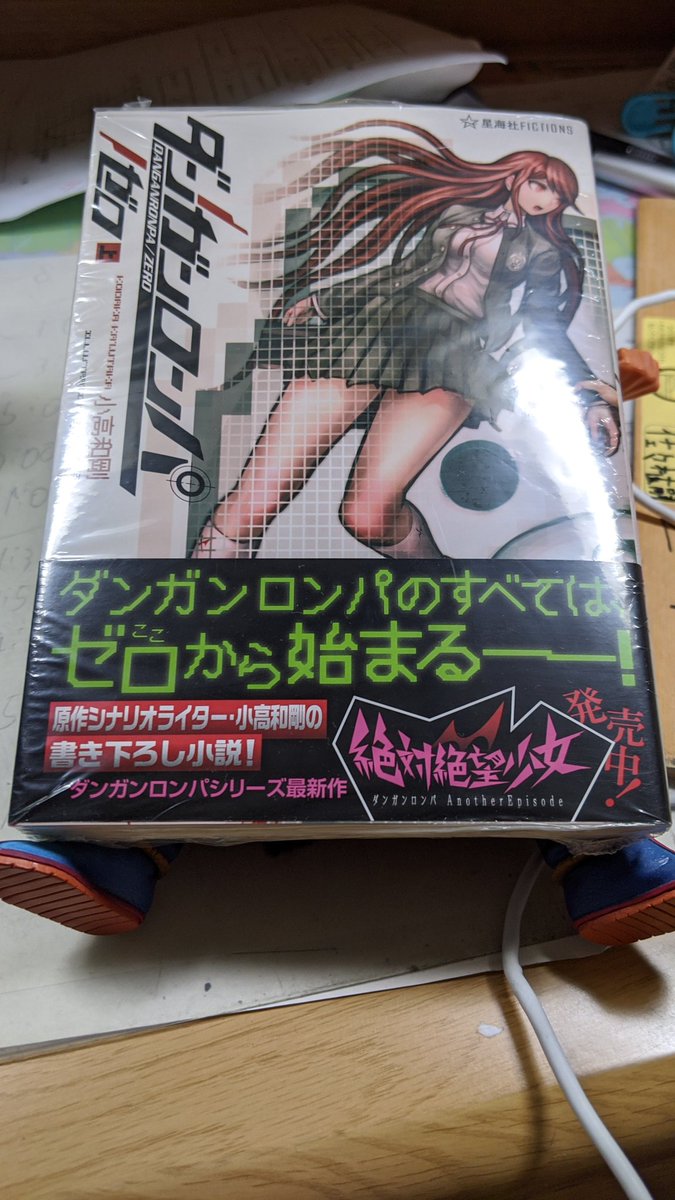 星海社FICTIONS
ダンガンロンパ
DANGANRONPA/ZERO
/ゼロ 上
KODAKA KAZUTAKA 小高和剛
ダンガンロンパのすべては、
ゼロから始まるーー!
ここ
原作シナリオライター・小高和剛の
書き下ろし小説!
ダンガンロンパシリーズ最新作
絶対絶望少女
ダンガンロンパ AnotherEpisode
発売中!